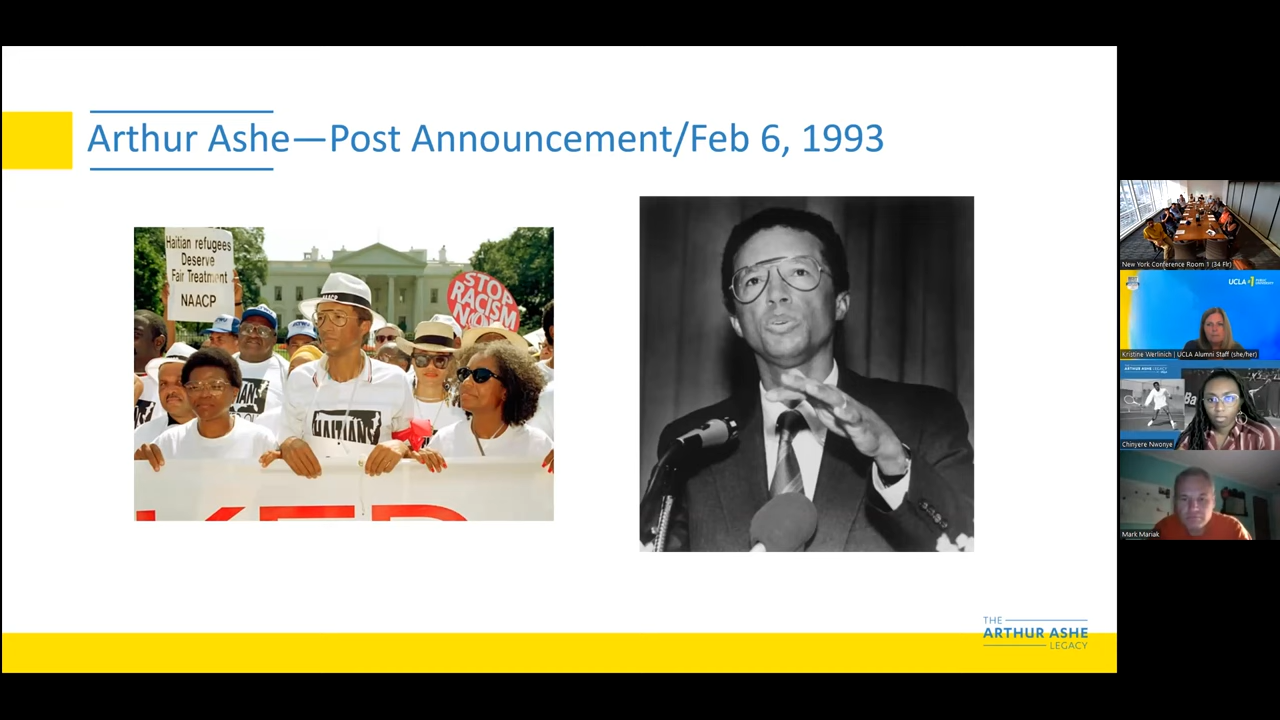 Arthur Ashe—Post Announcement/Feb 6, 1993
Haitian refugees
Deserve
Fair Treatment
NAACP
STOP
RACISM
NAACP
HAITIANS
THE
ARTHUR ASHE
LEGACY
New York Conference Room 1 (34 Flr)
UCLA
Kristine Werlinich | UCLA Alumni Staff (she/her)
Chinyere Nwonye
Mark Mariak